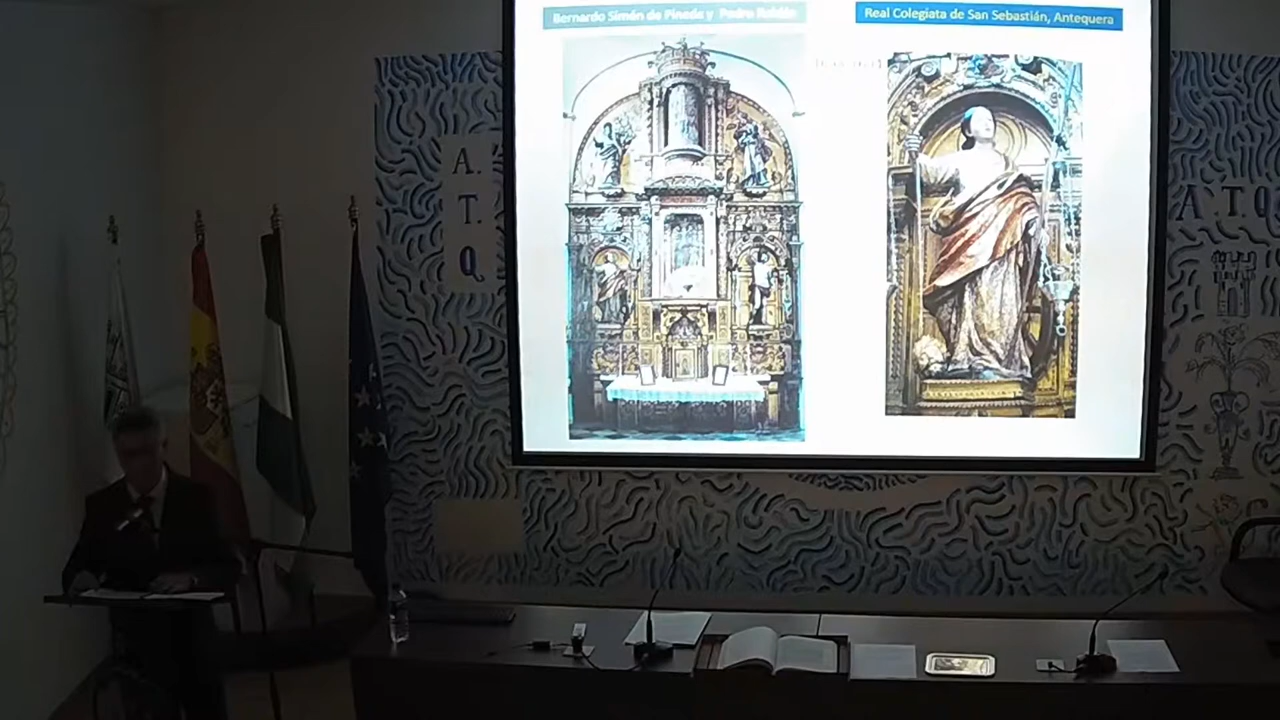 Bernardo Simón de Pineda y Pedro Roldán
Real Colegiata de San Sebastián, Antequera
A.
T.
Q
A.T.Q